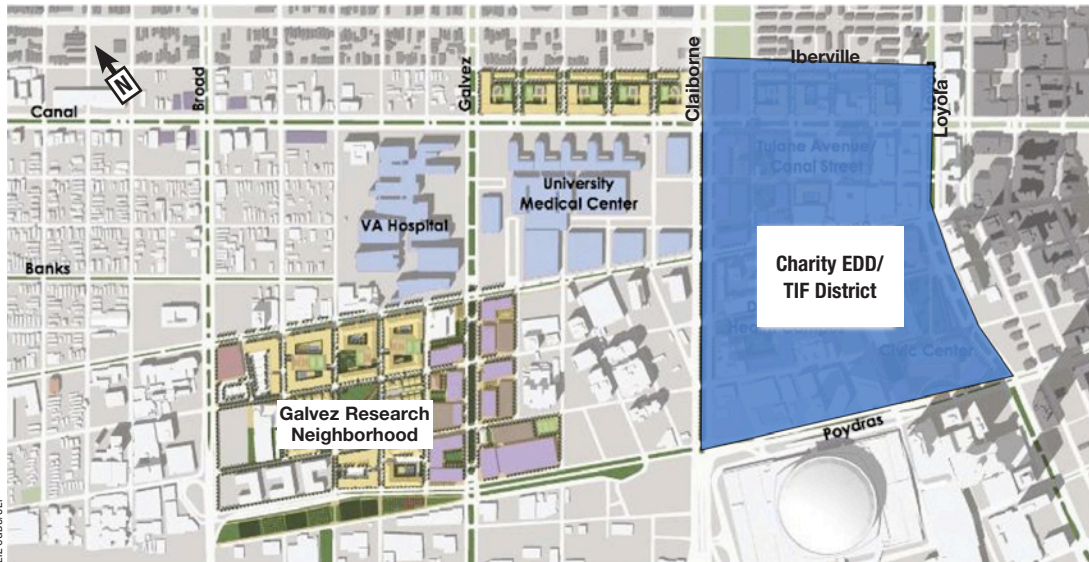 Iberville
N
Broad
Galvez
Claiborne
Loyola
Canal
Tulane Avenue/
Canal Street
University
Medical Center
VA Hospital
Banks
Charity EDD/
TIF District
Civic Center
Galvez Research
Neighborhood
Poydras